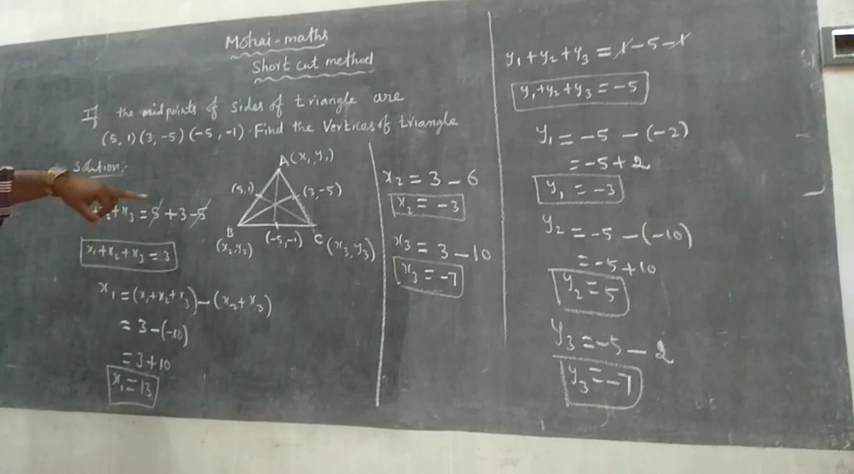 Mohai-maths
Short cut method
If the midpoints of sides of triangle are
(5, 1) (3, -5) (-5, -1). Find the Vertices of triangle
Solution:-
+ x₃ = 5 + 3 - 5
x₁ + x₂ + x₃ = 3
x₁ = (x₁+x₂+x₃) - (x₂ + x₃)
= 3 - (-10)
= 3 + 10
x₁ = 13
A (x₁, y₁)
(5,1)
(3, -5)
B
(x₂, y₂)
(-5, -1)
C (x₃, y₃)
x₂ = 3 - 6
x₂ = -3
x₃ = 3 - 10
x₃ = -7
y₁ + y₂ + y₃ = 1 - 5 - 1
y₁ + y₂ + y₃ = -5
y₁ = -5 - (-2)
= -5 + 2
y₁ = -3
y₂ = -5 - (-10)
= -5 + 10
y₂ = 5
y₃ = -5 - 2
y₃ = -7